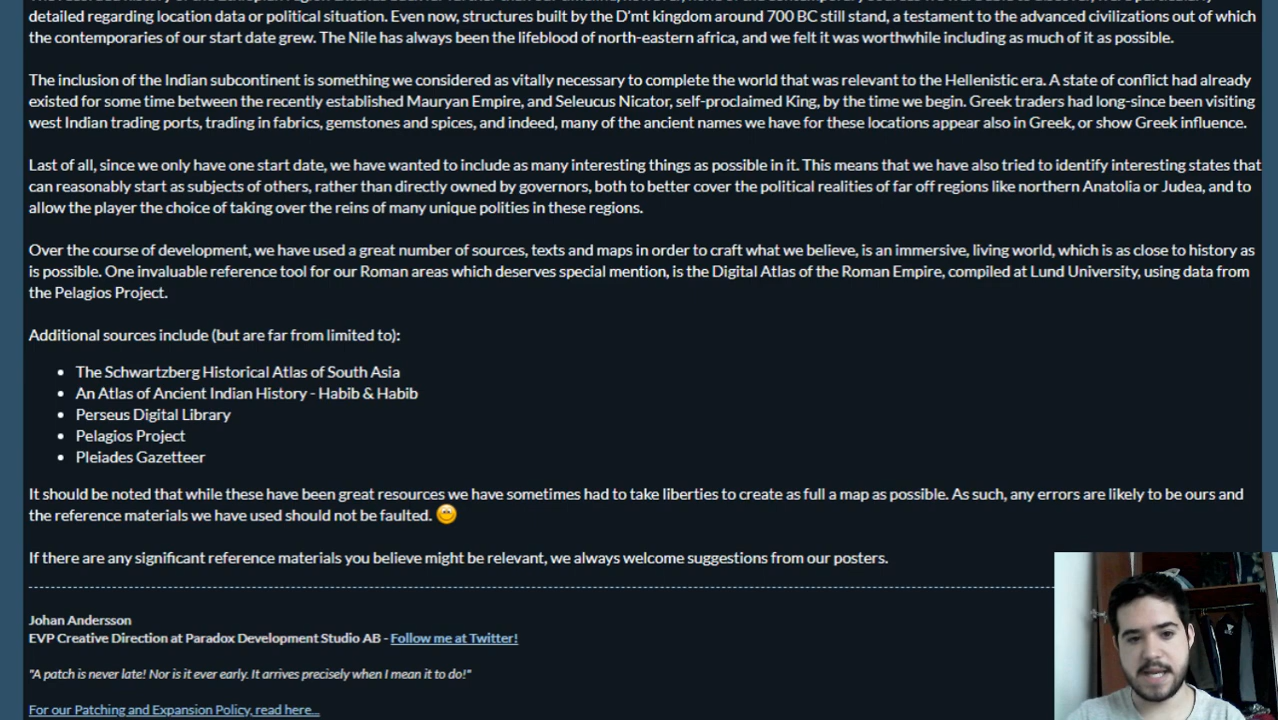 detailed regarding location data or political situation. Even now, structures built by the D'mt kingdom around 700 BC still stand, a testament to the advanced civilizations out of which
the contemporaries of our start date grew. The Nile has always been the lifeblood of north-eastern africa, and we felt it was worthwhile including as much of it as possible.
The inclusion of the Indian subcontinent is something we considered as vitally necessary to complete the world that was relevant to the Hellenistic era. A state of conflict had already
existed for some time between the recently established Mauryan Empire, and Seleucus Nicator, self-proclaimed King, by the time we begin. Greek traders had long-since been visiting
west Indian trading ports, trading in fabrics, gemstones and spices, and indeed, many of the ancient names we have for these locations appear also in Greek, or show Greek influence.
Last of all, since we only have one start date, we have wanted to include as many interesting things as possible in it. This means that we have also tried to identify interesting states that
can reasonably start as subjects of others, rather than directly owned by governors, both to better cover the political realities of far off regions like northern Anatolia or Judea, and to
allow the player the choice of taking over the reins of many unique polities in these regions.
Over the course of development, we have used a great number of sources, texts and maps in order to craft what we believe, is an immersive, living world, which is as close to history as
is possible. One invaluable reference tool for our Roman areas which deserves special mention, is the Digital Atlas of the Roman Empire, compiled at Lund University, using data from
the Pelagios Project.
Additional sources include (but are far from limited to):
• The Schwartzberg Historical Atlas of South Asia
• An Atlas of Ancient Indian History - Habib & Habib
• Perseus Digital Library
• Pelagios Project
• Pleiades Gazetteer
It should be noted that while these have been great resources we have sometimes had to take liberties to create as full a map as possible. As such, any errors are likely to be ours and
the reference materials we have used should not be faulted.
If there are any significant reference materials you believe might be relevant, we always welcome suggestions from our posters.
Johan Andersson
EVP Creative Direction at Paradox Development Studio AB - Follow me at Twitter!
"A patch is never late! Nor is it ever early. It arrives precisely when I mean it to do!"
For our Patching and Expansion Policy, read here...